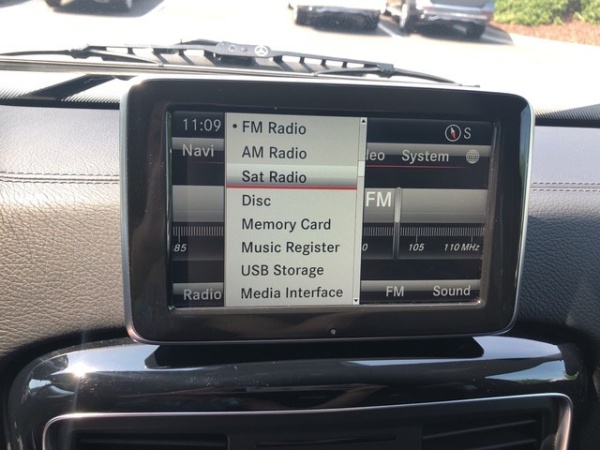 11:09
S
Navi
System
• FM Radio
AM Radio
Sat Radio
Disc
Memory Card
Music Register
USB Storage
Media Interface
FM
85
105
110 MHz
Radio
FM
Sound